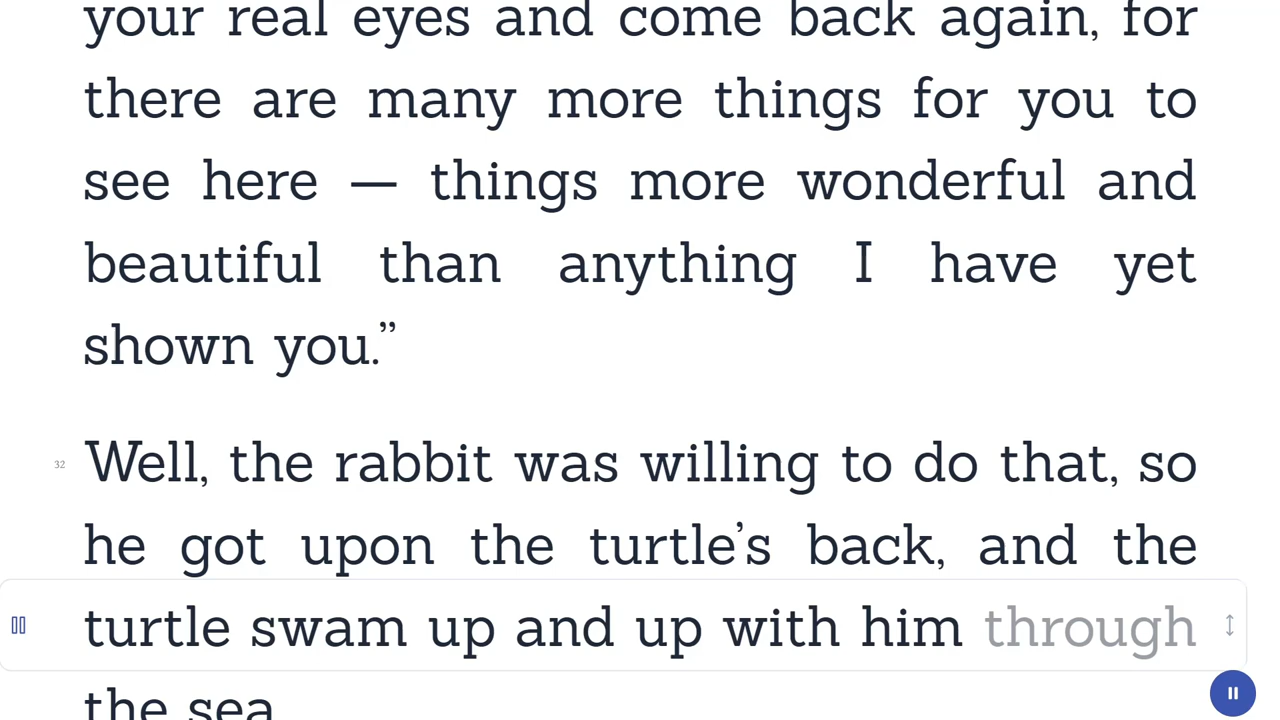 your real eyes and come back again, for
there are many more things for you to
see here — things more wonderful and
beautiful than anything I have yet
shown you.”
32
Well, the rabbit was willing to do that, so
he got upon the turtle’s back, and the
turtle swam up and up with him through
the sea